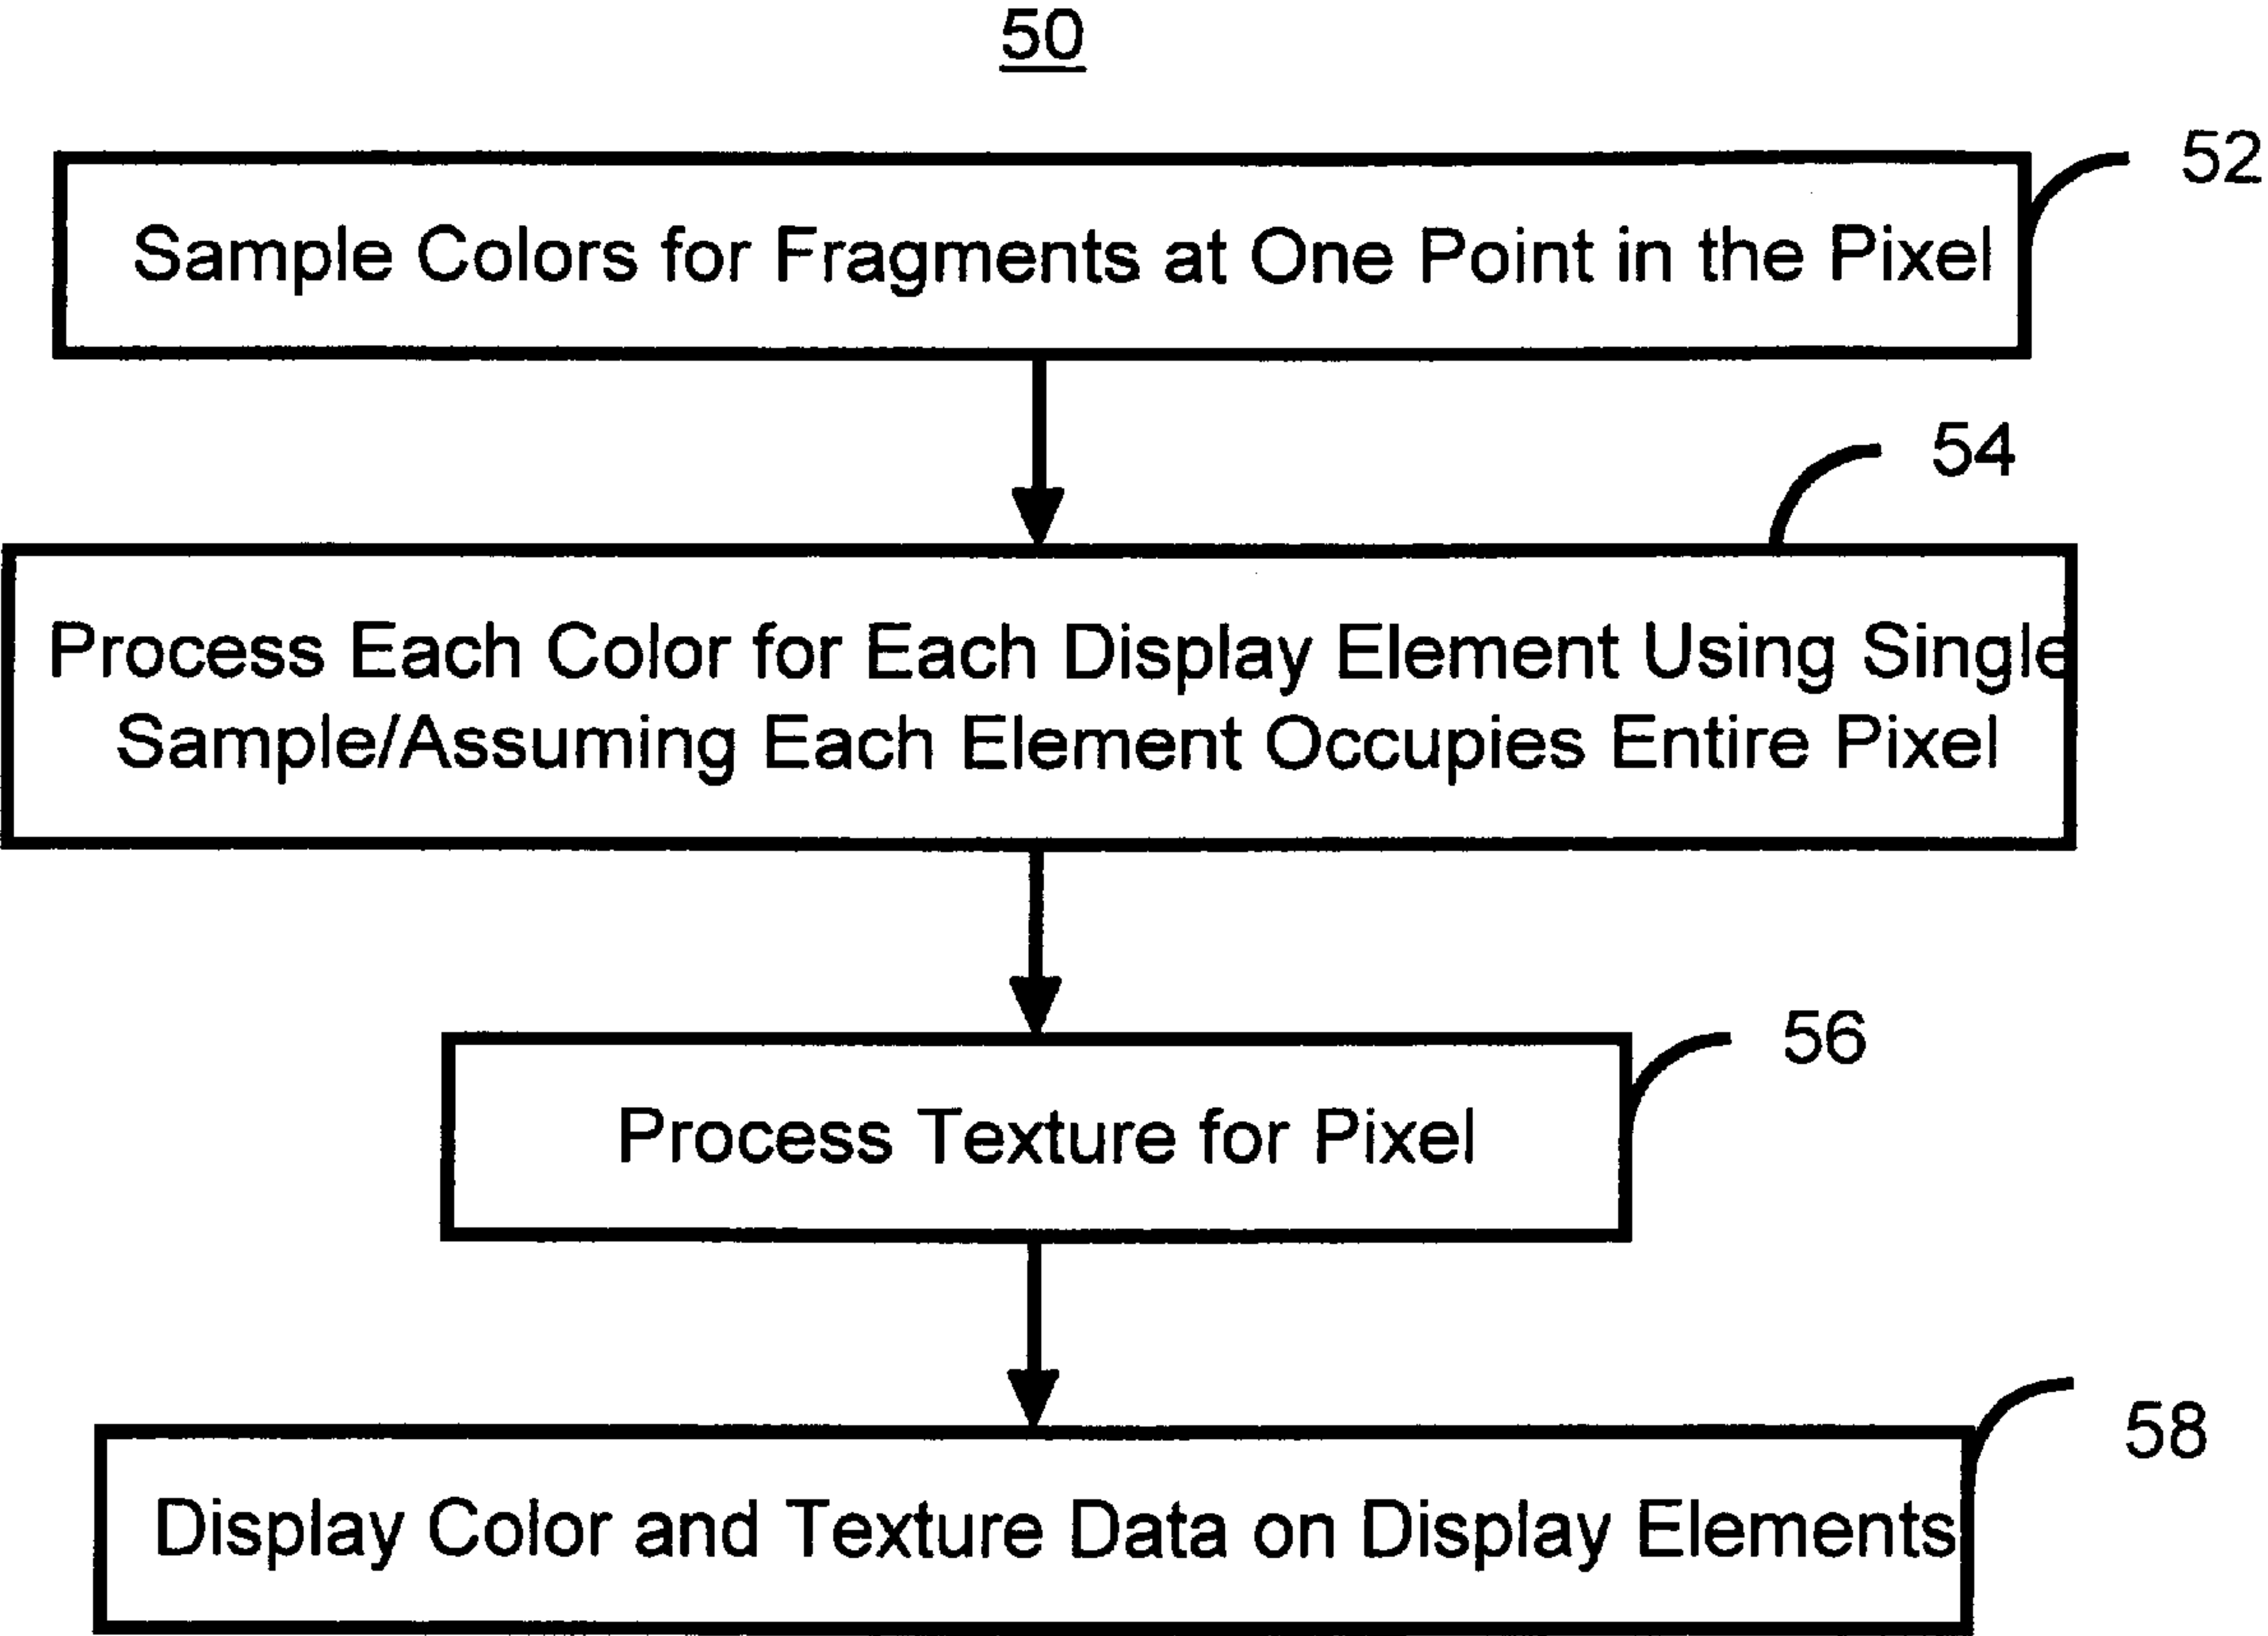 50
52
Sample Colors for Fragments at One Point in the Pixel
54
Process Each Color for Each Display Element Using Single
Sample/Assuming Each Element Occupies Entire Pixel
56
Process Texture for Pixel
58
Display Color and Texture Data on Display Elements